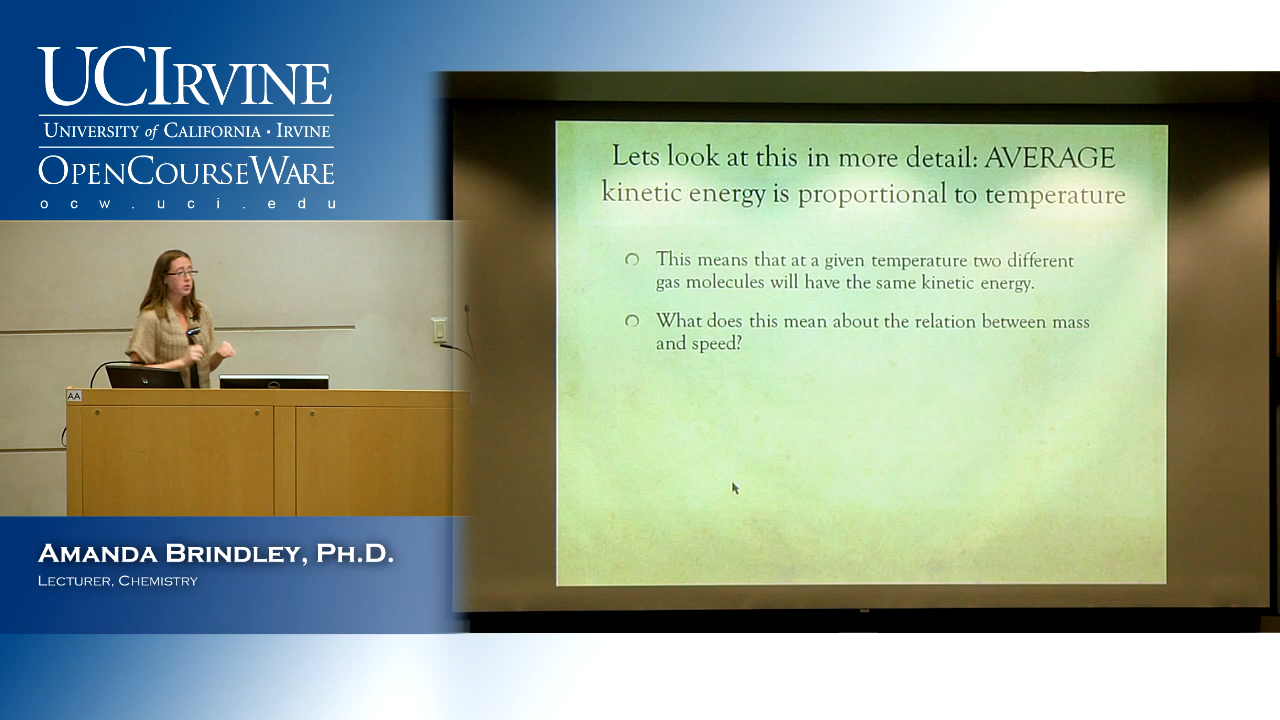 UCIRVINE
UNIVERSITY of CALIFORNIA • IRVINE
OPENCOURSEWARE
ocw.uci.edu
Lets look at this in more detail: AVERAGE
kinetic energy is proportional to temperature
This means that at a given temperature two different
gas molecules will have the same kinetic energy.
What does this mean about the relation between mass
and speed?
AA
AMANDA BRINDLEY, PH.D.
LECTURER, CHEMISTRY